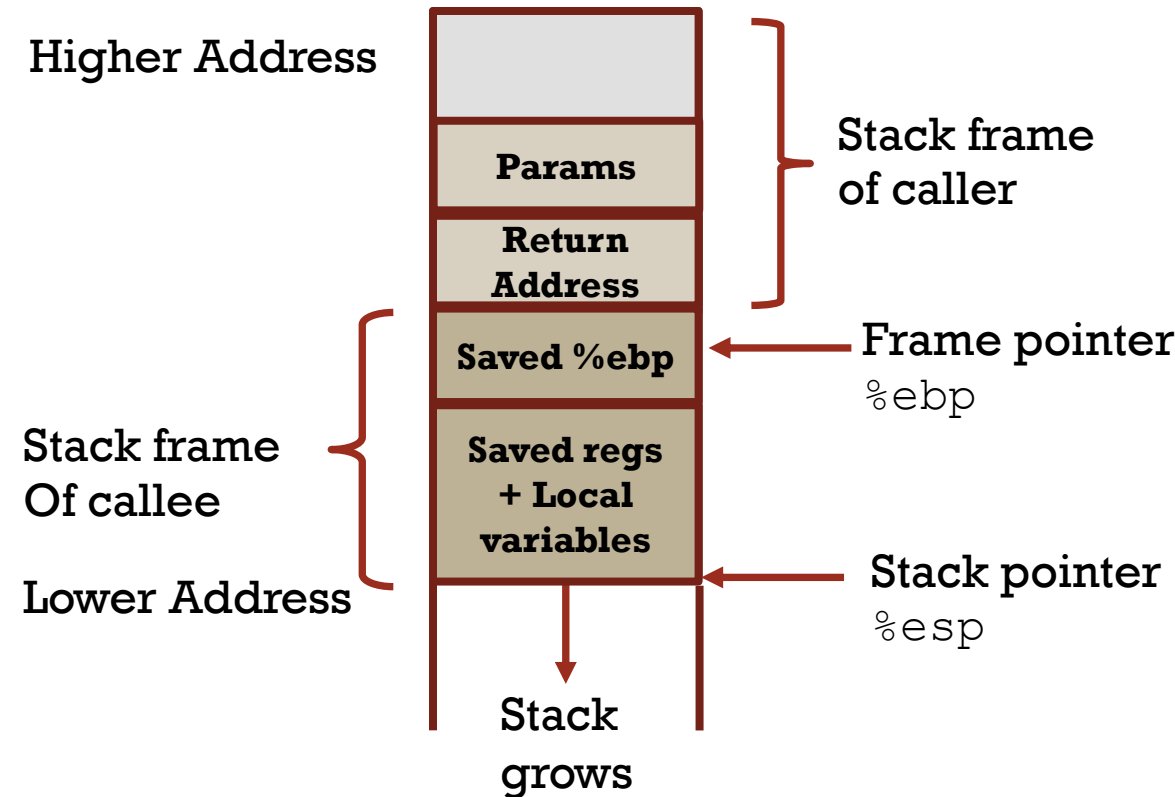 Higher Address
Params
Stack frame
of caller
Return
Address
Saved %ebp
Frame pointer
%ebp
Stack frame
Of callee
Saved regs
+ Local
variables
Lower Address
Stack pointer
%esp
Stack
grows